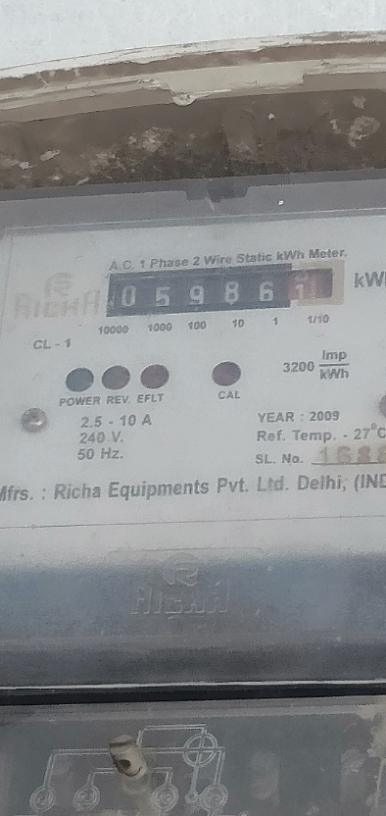 A.C. 1 Phase 2 Wire Static kWh Meter.
RICHA
0 5 9 8 6 1
10000 1000 100 10 1 1/10
CL - 1
3200 Imp
kWh
POWER REV. EFLT
CAL
2.5 - 10 A
240 V.
50 Hz.
YEAR : 2009
Ref. Temp. - 27°C
SL. No.
Mfrs. : Richa Equipments Pvt. Ltd. Delhi,
RICHA